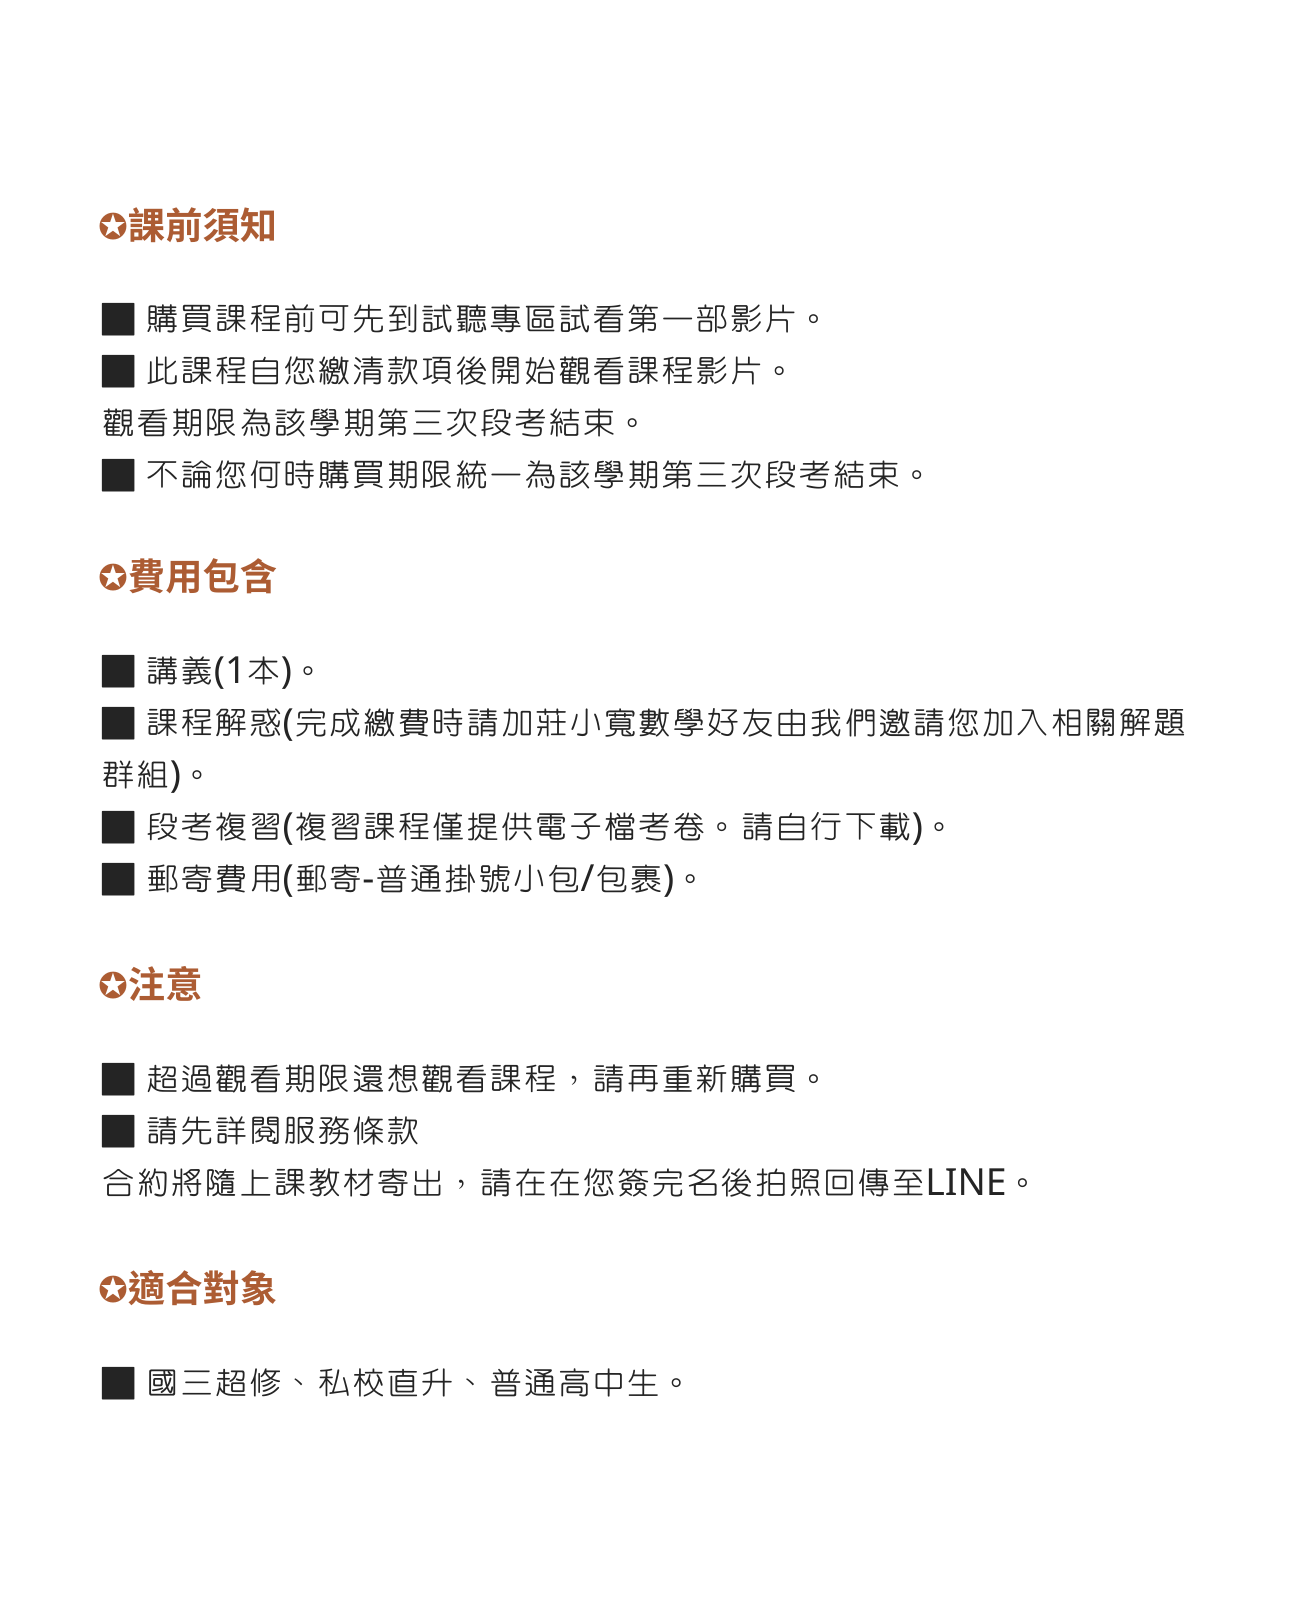 ✪課前須知
■ 購買課程前可先到試聽專區試看第一部影片。
■ 此課程自您繳清款項後開始觀看課程影片。
觀看期限為該學期第三次段考結束。
■ 不論您何時購買期限統一為該學期第三次段考結束。
✪費用包含
■ 講義(1本)。
■ 課程解惑(完成繳費時請加莊小寬數學好友由我們邀請您加入相關解題
群組)。
■ 段考複習(複習課程僅提供電子檔考卷。請自行下載)。
■ 郵寄費用(郵寄-普通掛號小包/包裹)。
✪注意
■ 超過觀看期限還想觀看課程，請再重新購買。
■ 請先詳閱服務條款
合約將隨上課教材寄出，請在在您簽完名後拍照回傳至LINE。
✪適合對象
■ 國三超修、私校直升、普通高中生。